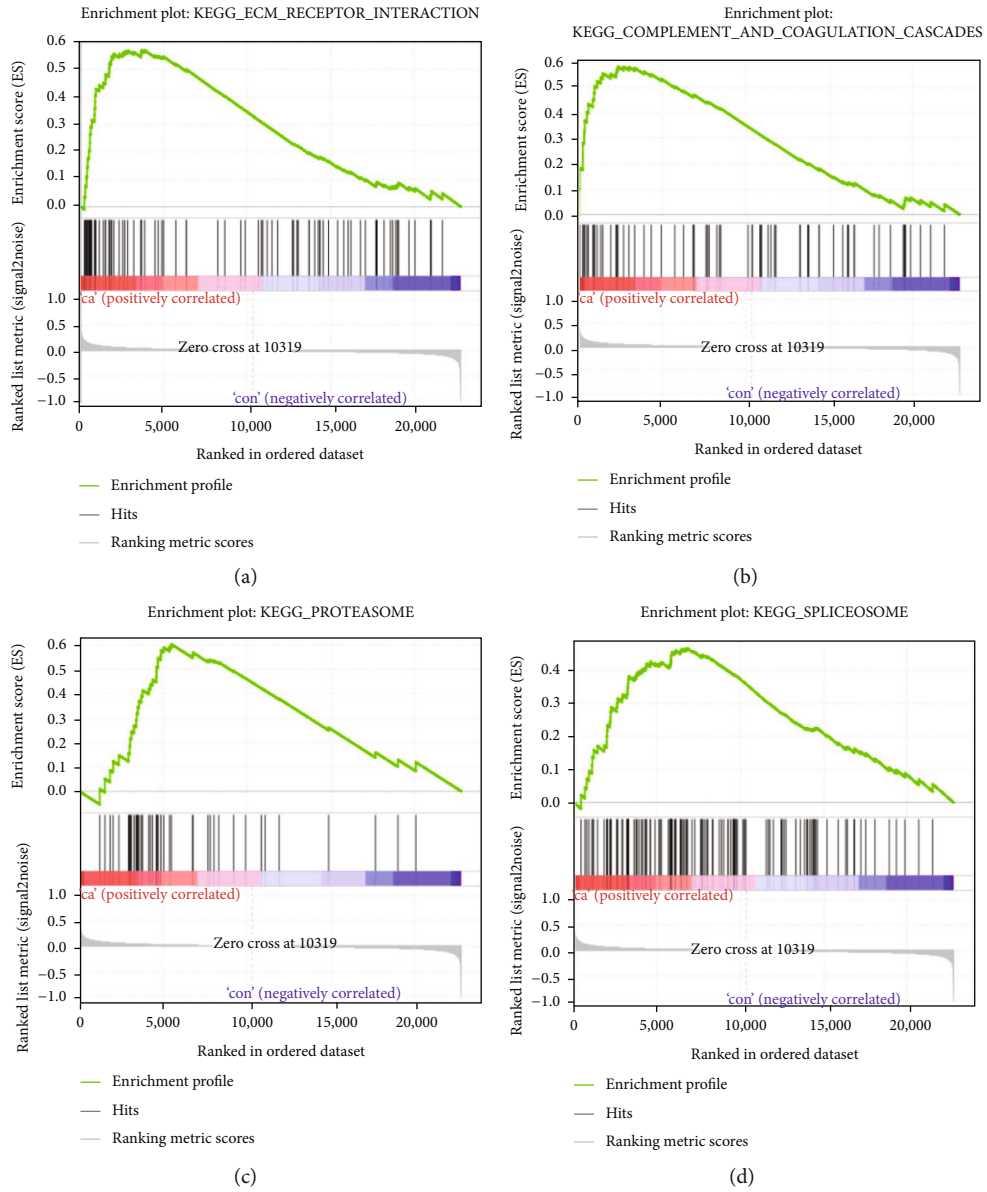 Enrichment plot: KEGG_ECM_RECEPTOR_INTERACTION
0.6
0.5
0.4
0.3
0.2
0.1
0.0
Enrichment score (ES)
1.0
0.5
0.0
−0.5
−1.0
Ranked list metric (signal2noise)
ca’ (positively correlated)
Zero cross at 10319
‘con’ (negatively correlated)
0 5,000 10,000 15,000 20,000
Ranked in ordered dataset
Enrichment profile
Hits
Ranking metric scores
(a)
Enrichment plot:
KEGG_COMPLEMENT_AND_COAGULATION_CASCADES
0.6
0.5
0.4
0.3
0.2
0.1
0.0
Enrichment score (ES)
1.0
0.5
0.0
−0.5
−1.0
Ranked list metric (signal2noise)
ca’ (positively correlated)
Zero cross at 10319
‘con’ (negatively correlated)
0 5,000 10,000 15,000 20,000
Ranked in ordered dataset
Enrichment profile
Hits
Ranking metric scores
(b)
Enrichment plot: KEGG_PROTEASOME
0.6
0.5
0.4
0.3
0.2
0.1
0.0
Enrichment score (ES)
1.0
0.5
0.0
−0.5
−1.0
Ranked list metric (signal2noise)
ca’ (positively correlated)
Zero cross at 10319
‘con’ (negatively correlated)
0 5,000 10,000 15,000 20,000
Ranked in ordered dataset
Enrichment profile
Hits
Ranking metric scores
(c)
Enrichment plot: KEGG_SPLICEOSOME
0.4
0.3
0.2
0.1
0.0
Enrichment score (ES)
1.0
0.5
0.0
−0.5
−1.0
Ranked list metric (signal2noise)
ca’ (positively correlated)
Zero cross at 10319
‘con’ (negatively correlated)
0 5,000 10,000 15,000 20,000
Ranked in ordered dataset
Enrichment profile
Hits
Ranking metric scores
(d)